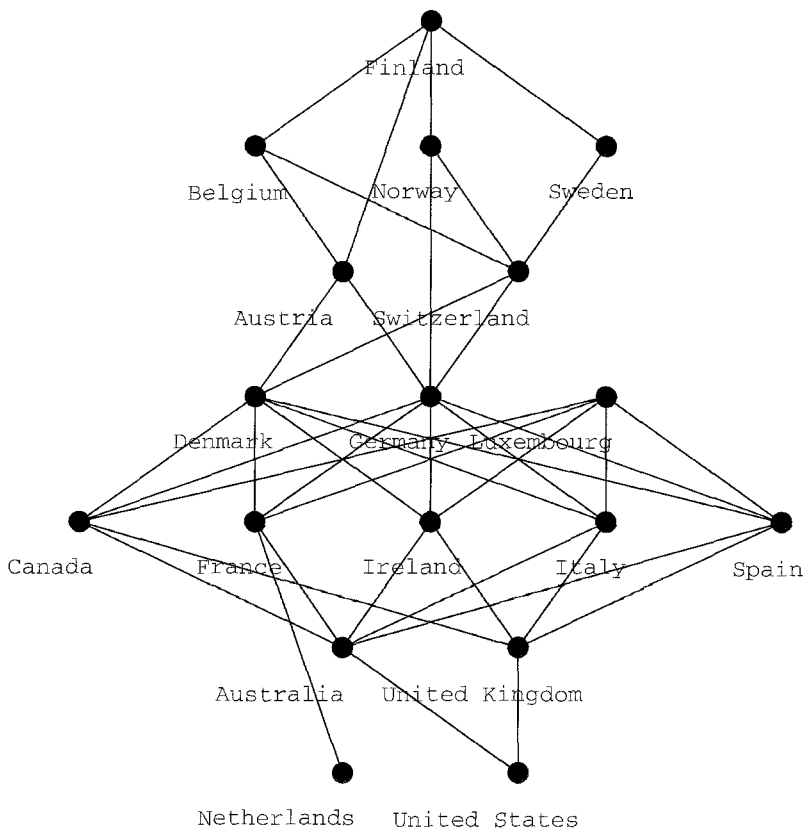 Finland
Belgium Norway Sweden
Austria Switzerland
Denmark Germany Luxembourg
Canada France Ireland Italy Spain
Australia United Kingdom
Netherlands United States